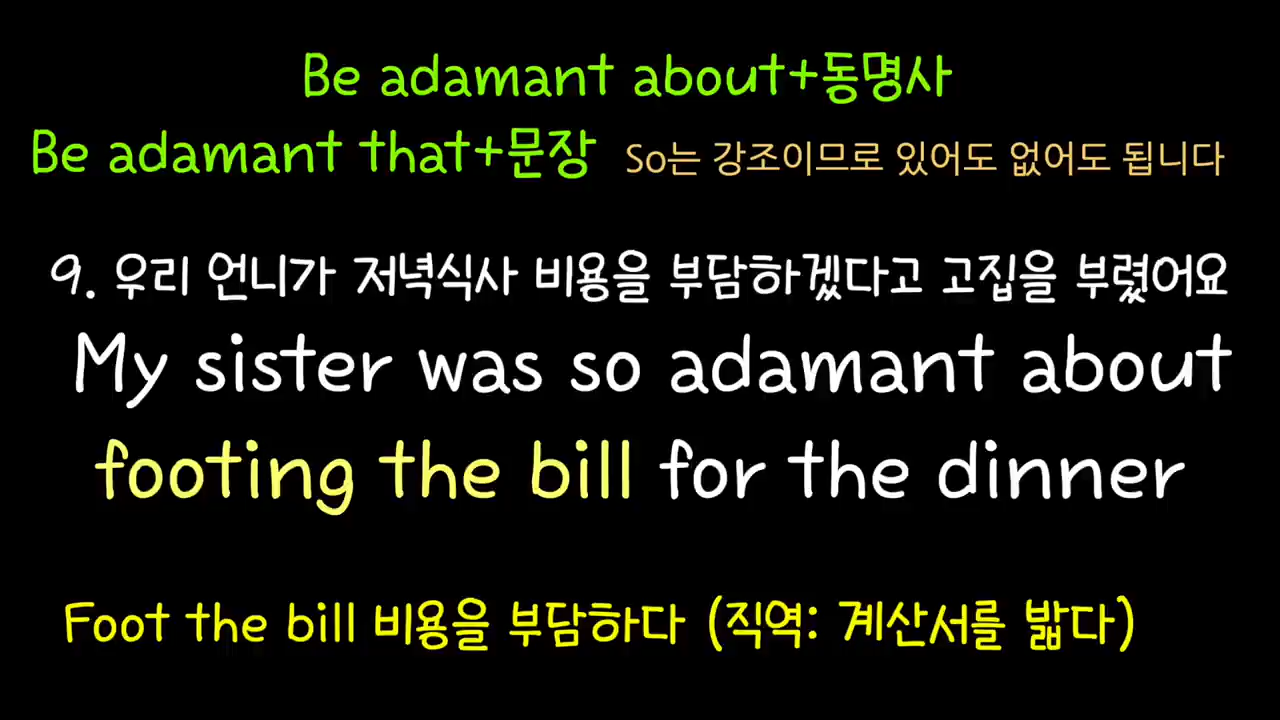 Be adamant about+동명사
Be adamant that+문장 So는 강조이므로 있어도 없어도 됩니다
9. 우리 언니가 저녁식사 비용을 부담하겠다고 고집을 부렸어요
My sister was so adamant about
footing the bill for the dinner
Foot the bill 비용을 부담하다 (직역: 계산서를 밟다)